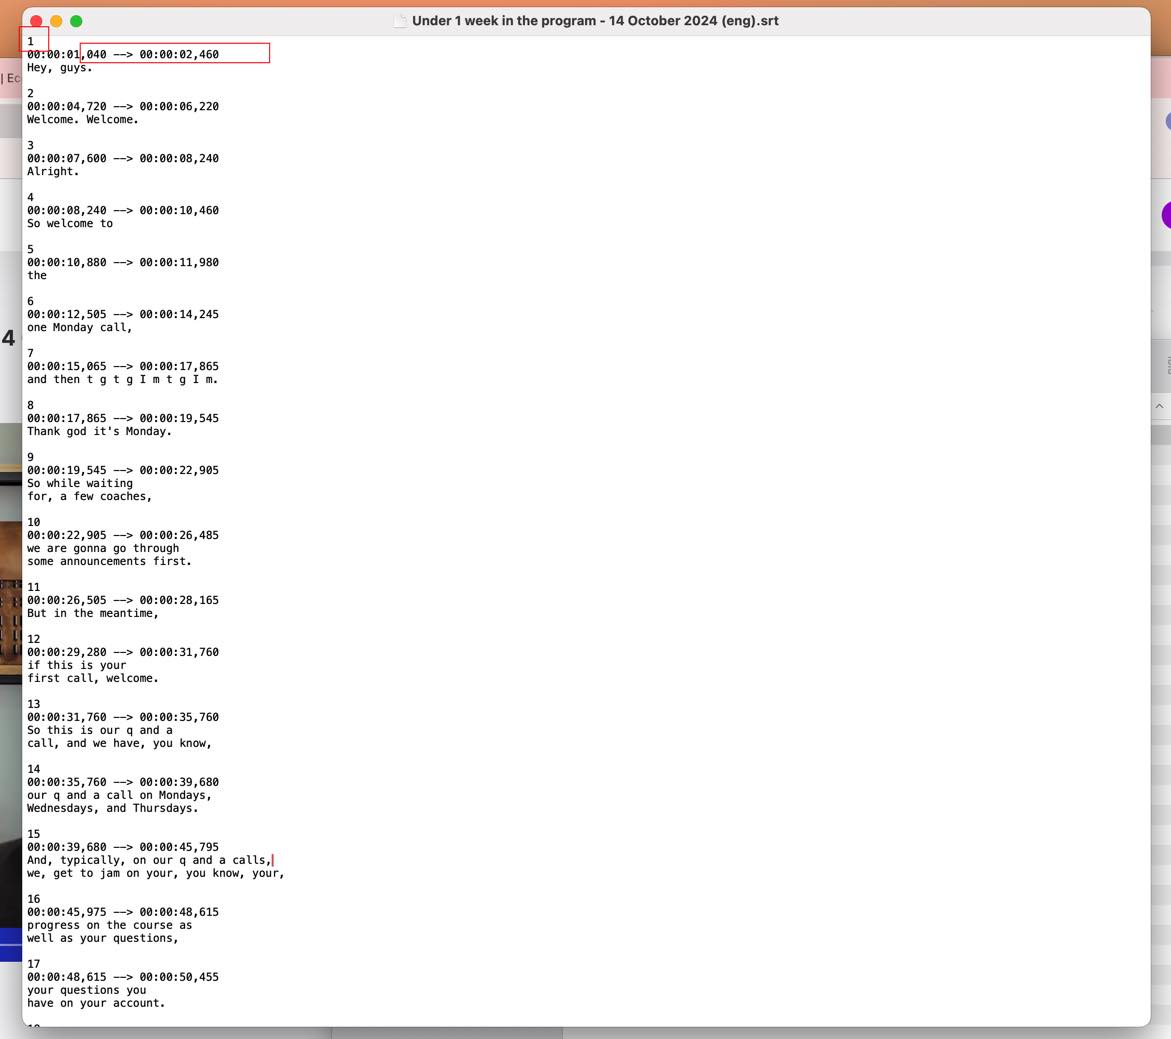 Under 1 week in the program - 14 October 2024 (eng).srt
| Ec
4
1
00:00:01,040 --> 00:00:02,460
Hey, guys.
2
00:00:04,720 --> 00:00:06,220
Welcome. Welcome.
3
00:00:07,600 --> 00:00:08,240
Alright.
4
00:00:08,240 --> 00:00:10,460
So welcome to
5
00:00:10,880 --> 00:00:11,980
the
6
00:00:12,505 --> 00:00:14,245
one Monday call,
7
00:00:15,065 --> 00:00:17,865
and then t g t g I m t g I m.
8
00:00:17,865 --> 00:00:19,545
Thank god it's Monday.
9
00:00:19,545 --> 00:00:22,905
So while waiting
for, a few coaches,
10
00:00:22,905 --> 00:00:26,485
we are gonna go through
some announcements first.
11
00:00:26,505 --> 00:00:28,165
But in the meantime,
12
00:00:29,280 --> 00:00:31,760
if this is your
first call, welcome.
13
00:00:31,760 --> 00:00:35,760
So this is our q and a
call, and we have, you know,
14
00:00:35,760 --> 00:00:39,680
our q and a call on Mondays,
Wednesdays, and Thursdays.
15
00:00:39,680 --> 00:00:45,795
And, typically, on our q and a calls,
we, get to jam on your, you know, your,
16
00:00:45,975 --> 00:00:48,615
progress on the course as
well as your questions,
17
00:00:48,615 --> 00:00:50,455
your questions you
have on your account.